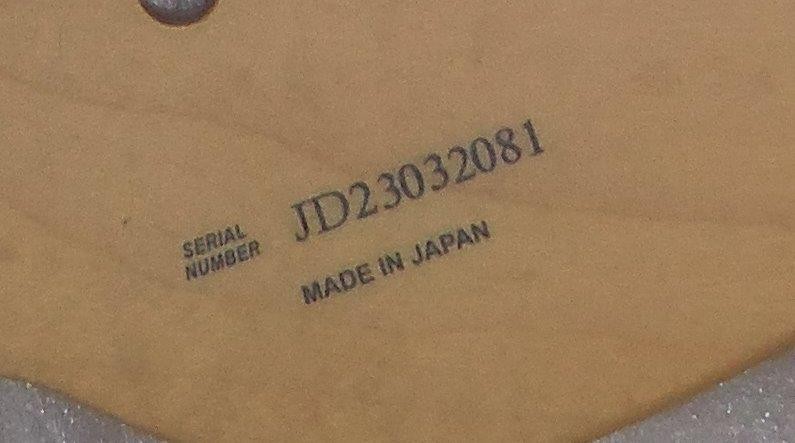 SERIAL
NUMBER
JD23032081
MADE IN JAPAN